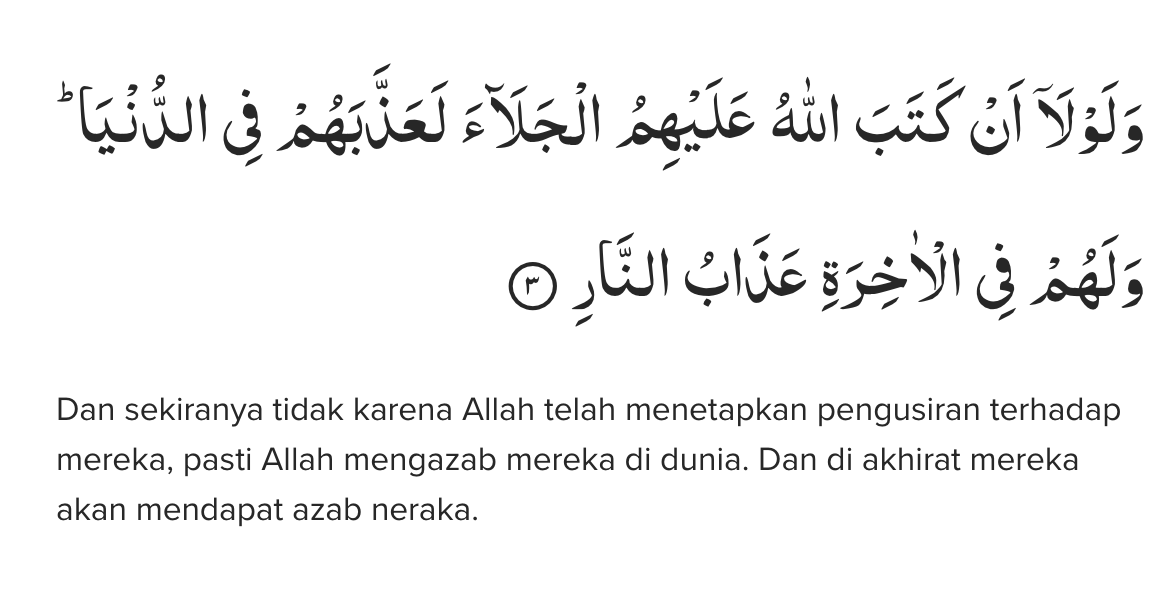 وَلَوْلَآ اَنْ كَتَبَ اللّٰهُ عَلَيْهِمُ الْجَلَاۤءَ لَعَذَّبَهُمْ فِى الدُّنْيَاۗ
وَلَهُمْ فِى الْاٰخِرَةِ عَذَابُ النَّارِ ٣
Dan sekiranya tidak karena Allah telah menetapkan pengusiran terhadap
mereka, pasti Allah mengazab mereka di dunia. Dan di akhirat mereka
akan mendapat azab neraka.